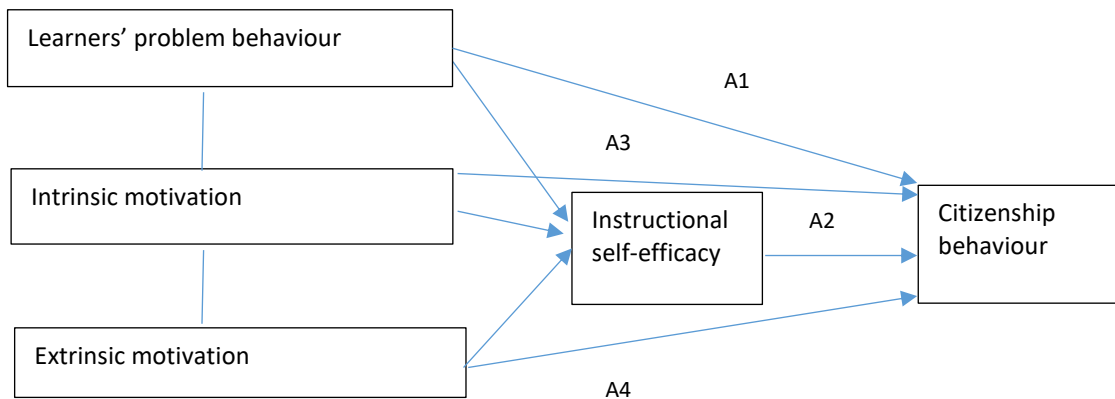 Learners’ problem behaviour
A1
A3
Intrinsic motivation
Instructional
self-efficacy
A2
Citizenship
behaviour
Extrinsic motivation
A4